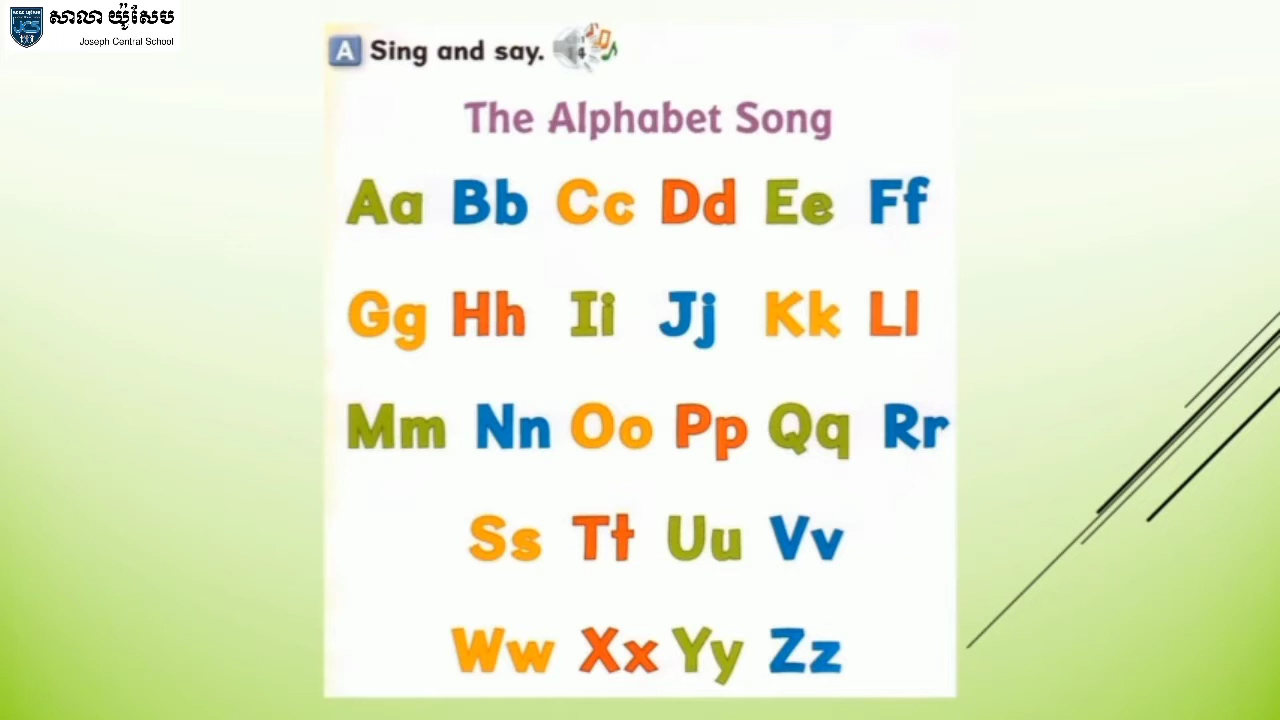 សាលា យ៉ូសែប
Joseph Central School
A Sing and say.
The Alphabet Song
Aa Bb Cc Dd Ee Ff
Gg Hh Ii Jj Kk Ll
Mm Nn Oo Pp Qq Rr
Ss Tt Uu Vv
Ww Xx Yy Zz